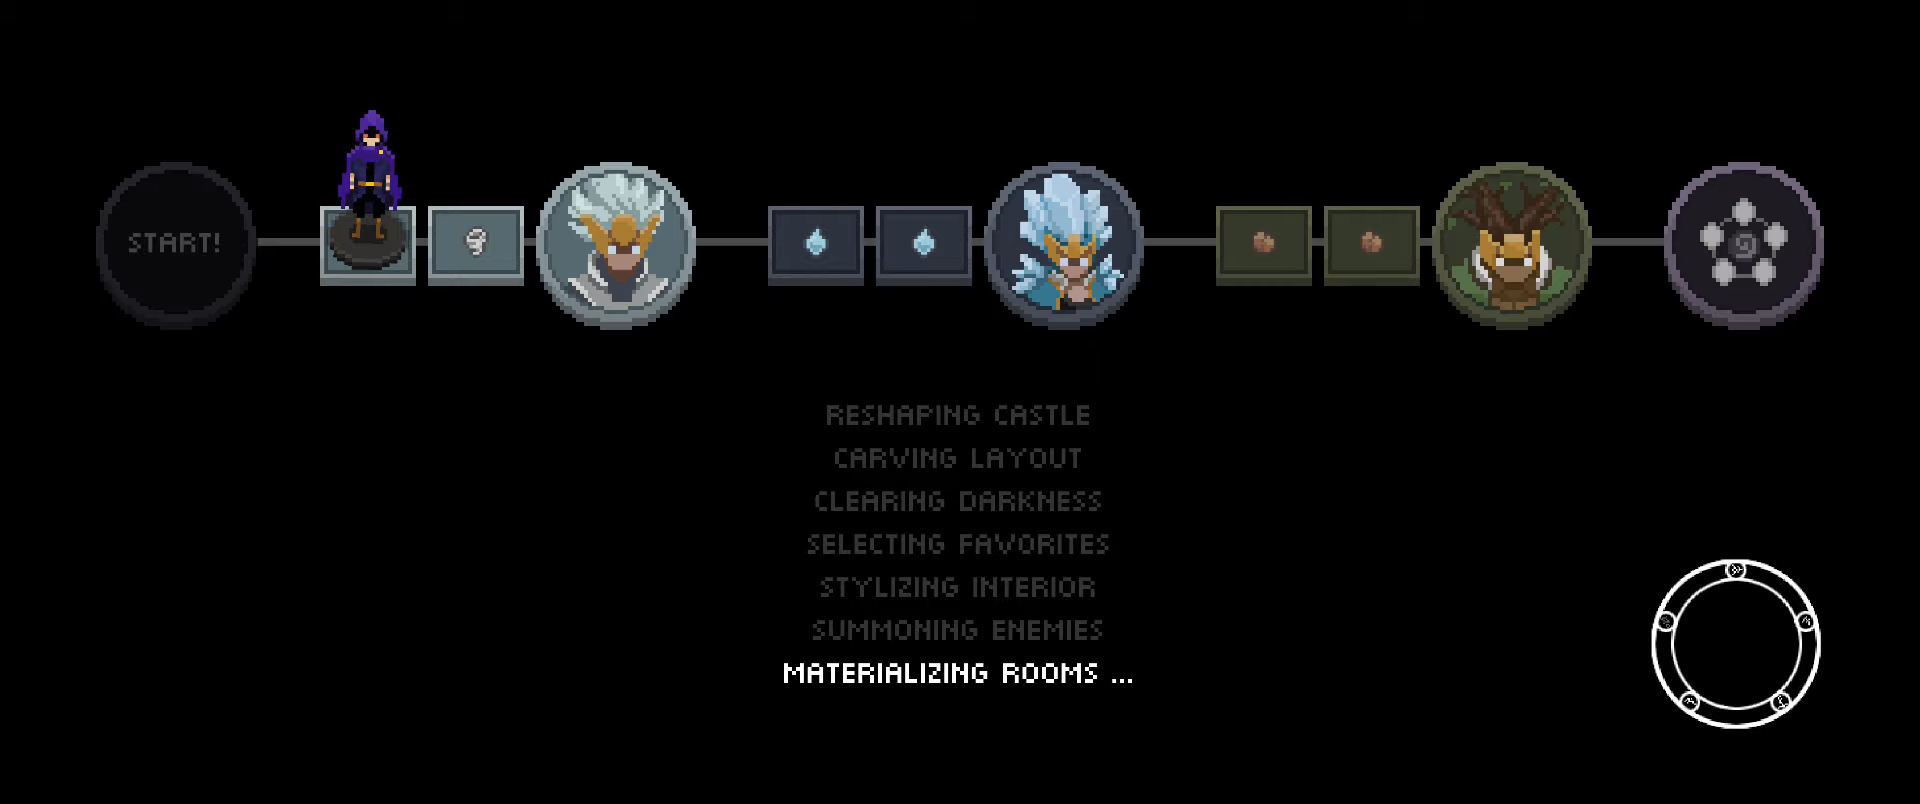 START!
RESHAPING CASTLE
CARVING LAYOUT
CLEARING DARKNESS
SELECTING FAVORITES
STYLIZING INTERIOR
SUMMONING ENEMIES
MATERIALIZING ROOMS ...